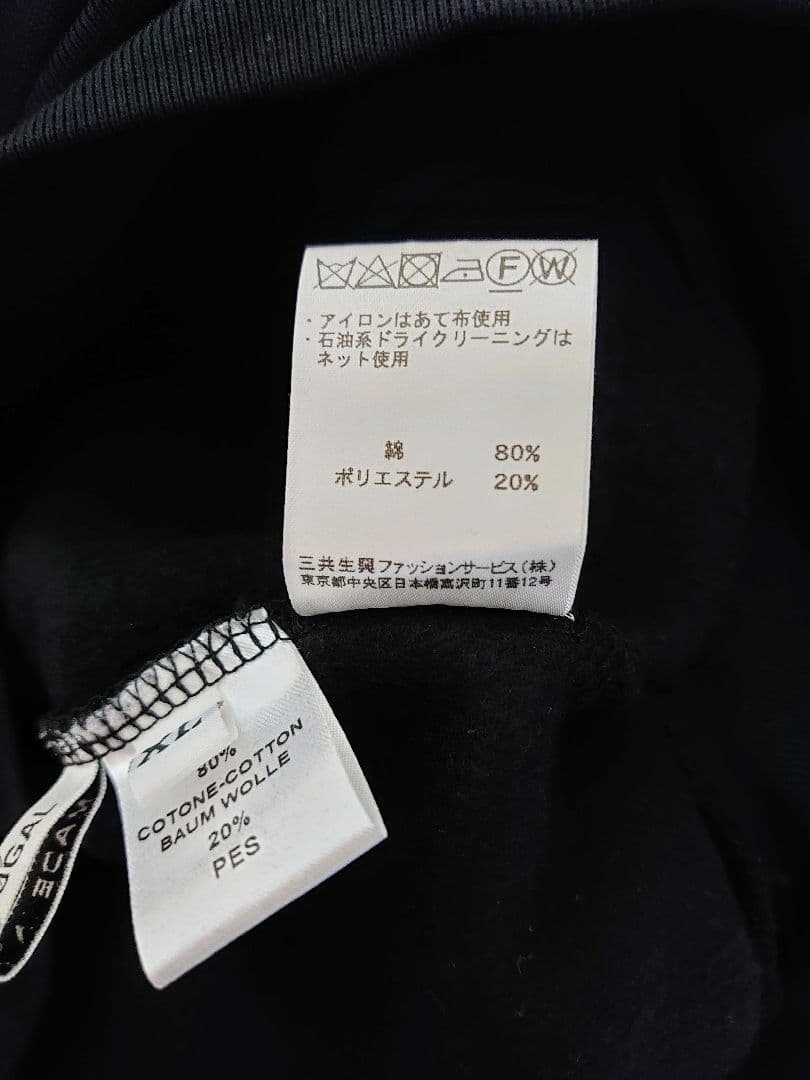 F W
・アイロンはあて布使用
・石油系ドライクリーニングは
ネット使用
綿 80%
ポリエステル 20%
三共生興ファッションサービス(株)
東京都中央区日本橋富沢町11番12号
XL
80%
COTONE-COTTON
BAUM WOLLE
20%
PES
GAL
MADE